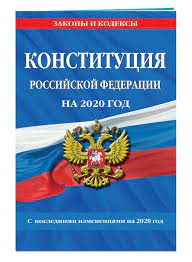 ЗАКОНЫ И КОДЕКСЫ
КОНСТИТУЦИЯ
РОССИЙСКОЙ ФЕДЕРАЦИИ
НА 2020 ГОД
С последними изменениями на 2020 год